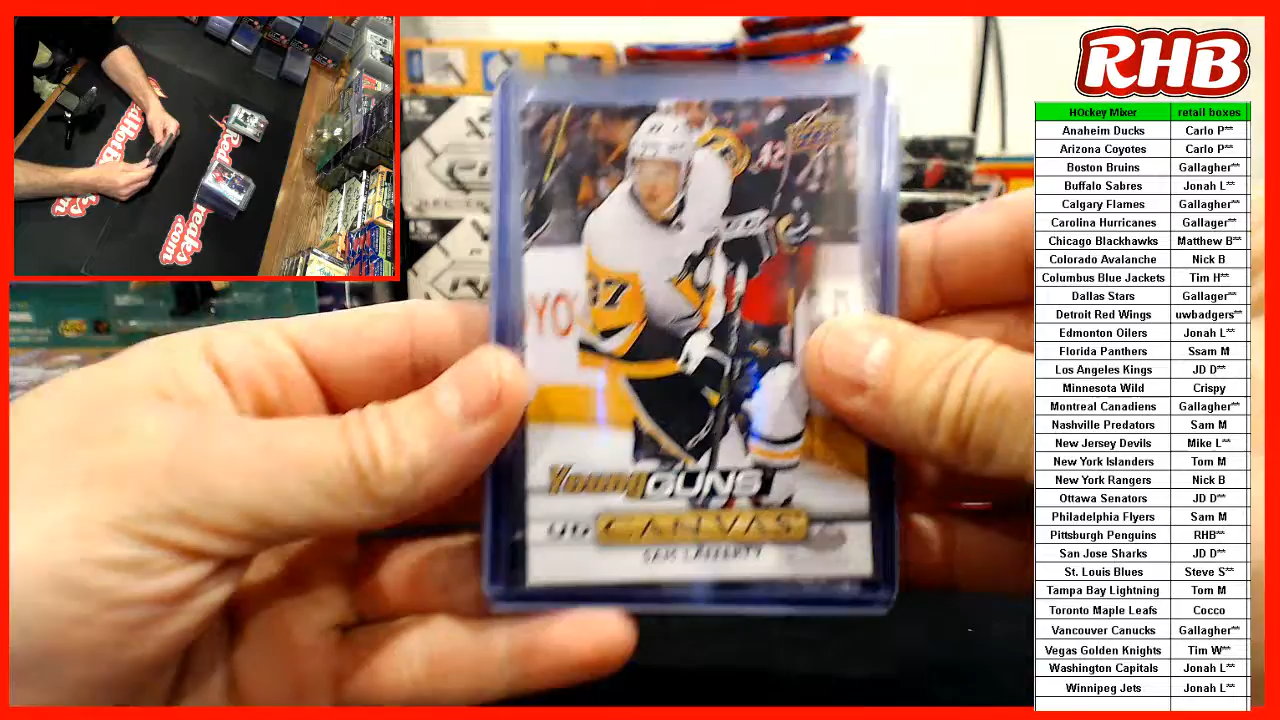 RHB
HOckey Mixer retail boxes
Anaheim Ducks Carlo P**
Arizona Coyotes Carlo P**
Boston Bruins Gallagher**
Buffalo Sabres Jonah L**
Calgary Flames Gallagher**
Carolina Hurricanes Gallager**
Chicago Blackhawks Matthew B**
Colorado Avalanche Nick B
Columbus Blue Jackets Tim H**
Dallas Stars Gallager**
Detroit Red Wings uwbadgers**
Edmonton Oilers Jonah L**
Florida Panthers Ssam M
Los Angeles Kings JD D**
Minnesota Wild Crispy
Montreal Canadiens Gallagher**
Nashville Predators Sam M
New Jersey Devils Mike L**
New York Islanders Tom M
New York Rangers Nick B
Ottawa Senators JD D**
Philadelphia Flyers Sam M
Pittsburgh Penguins RHB**
San Jose Sharks JD D**
St. Louis Blues Steve S**
Tampa Bay Lightning Tom M
Toronto Maple Leafs Cocco
Vancouver Canucks Gallagher**
Vegas Golden Knights Tim W**
Washington Capitals Jonah L**
Winnipeg Jets Jonah L**
37
YO
Young GUNS
CANVAS
SAM LAFFERTY